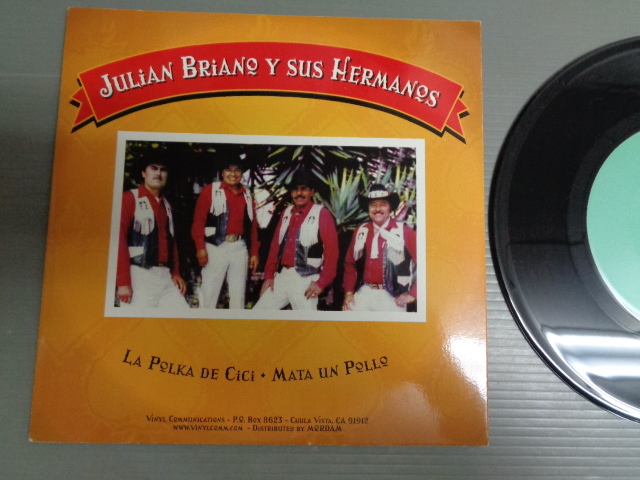 Julian Briano y sus Hermanos
La Polka de Cici • Mata un Pollo
Vinyl Communications - P.O. Box 8623 - Chula Vista, CA 91912
www.vinylcomm.com - Distributed by MORDAM